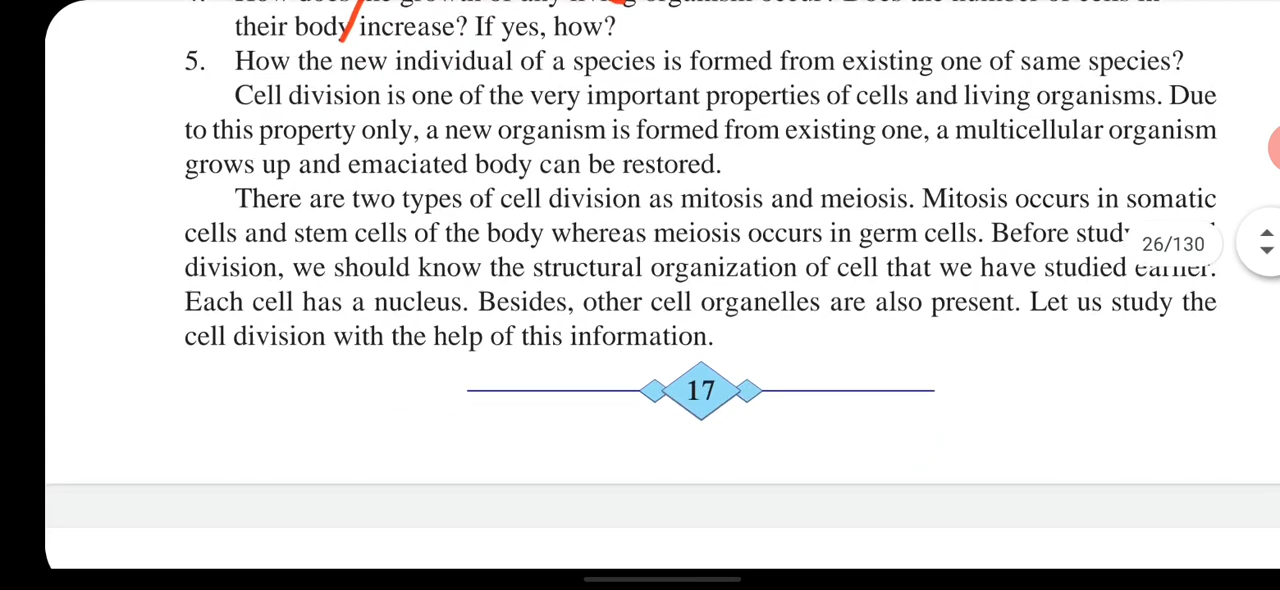 their body increase? If yes, how?
5. How the new individual of a species is formed from existing one of same species?
Cell division is one of the very important properties of cells and living organisms. Due
to this property only, a new organism is formed from existing one, a multicellular organism
grows up and emaciated body can be restored.
There are two types of cell division as mitosis and meiosis. Mitosis occurs in somatic
cells and stem cells of the body whereas meiosis occurs in germ cells. Before
26/130
division, we should know the structural organization of cell that we have studied earlier.
Each cell has a nucleus. Besides, other cell organelles are also present. Let us study the
cell division with the help of this information.
17